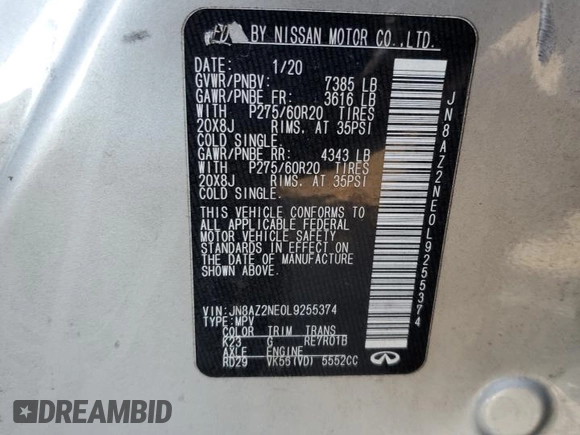 BY NISSAN MOTOR CO.,LTD.
DATE: 1/20
GVWR/PNBV: 7385 LB
GAWR/PNBE FR: 3616 LB
WITH P275/60R20 TIRES
20X8J RIMS. AT 35PSI
COLD SINGLE.
GAWR/PNBE RR: 4343 LB
WITH P275/60R20 TIRES
20X8J RIMS. AT 35PSI
COLD SINGLE.
THIS VEHICLE CONFORMS TO
ALL APPLICABLE FEDERAL
MOTOR VEHICLE SAFETY
STANDARDS IN EFFECT ON
THE DATE OF MANUFACTURE
SHOWN ABOVE.
VIN: JN8AZ2NE0L9255374
TYPE: MPV
COLOR TRIM TRANS
K23 G RE7R01B
AXLE ENGINE
RD29 VK56(VD) 5552CC
JN8AZ2NE0L9255374
INFINITI
DREAMBID